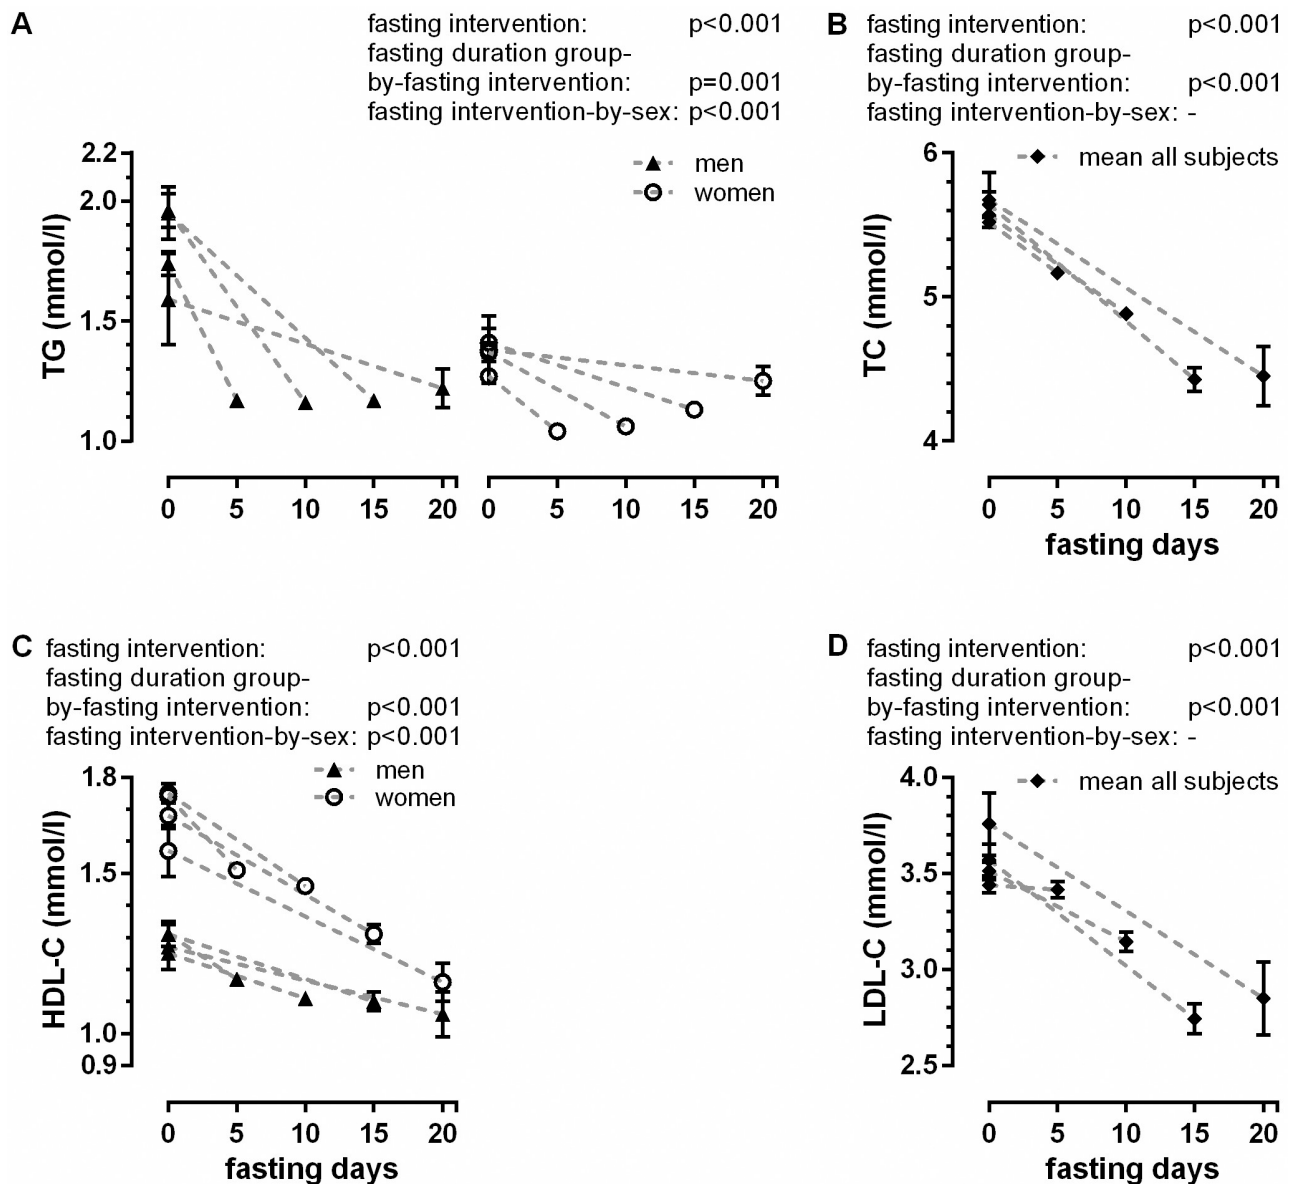 A
fasting intervention: p<0.001
fasting duration group-
by-fasting intervention: p=0.001
fasting intervention-by-sex: p<0.001
men
women
TG (mmol/l)
2.2
2.0
1.5
1.0
0 5 10 15 20
0 5 10 15 20
B
fasting intervention: p<0.001
fasting duration group-
by-fasting intervention: p<0.001
fasting intervention-by-sex: -
mean all subjects
TC (mmol/l)
6
5
4
0 5 10 15 20
fasting days
C
fasting intervention: p<0.001
fasting duration group-
by-fasting intervention: p<0.001
fasting intervention-by-sex: p<0.001
men
women
HDL-C (mmol/l)
1.8
1.5
1.0
0.9
0 5 10 15 20
fasting days
D
fasting intervention: p<0.001
fasting duration group-
by-fasting intervention: p<0.001
fasting intervention-by-sex: -
mean all subjects
LDL-C (mmol/l)
4.0
3.5
3.0
2.5
0 5 10 15 20
fasting days